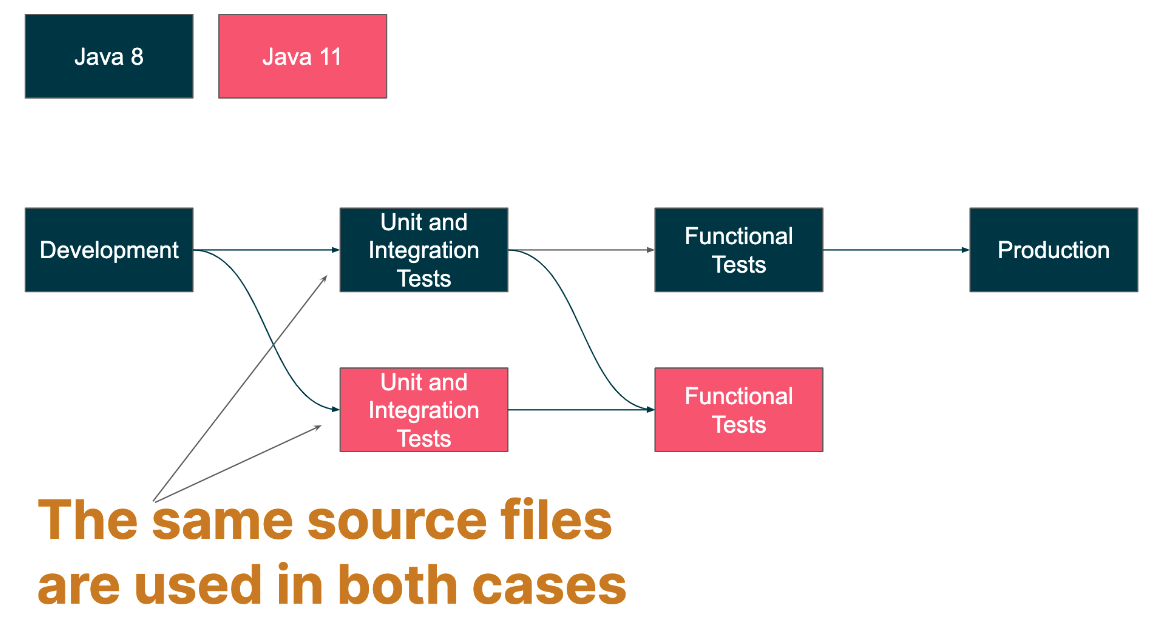 Java 8
Java 11
Development
Unit and
Integration
Tests
Functional
Tests
Production
Unit and
Integration
Tests
Functional
Tests
The same source files
are used in both cases